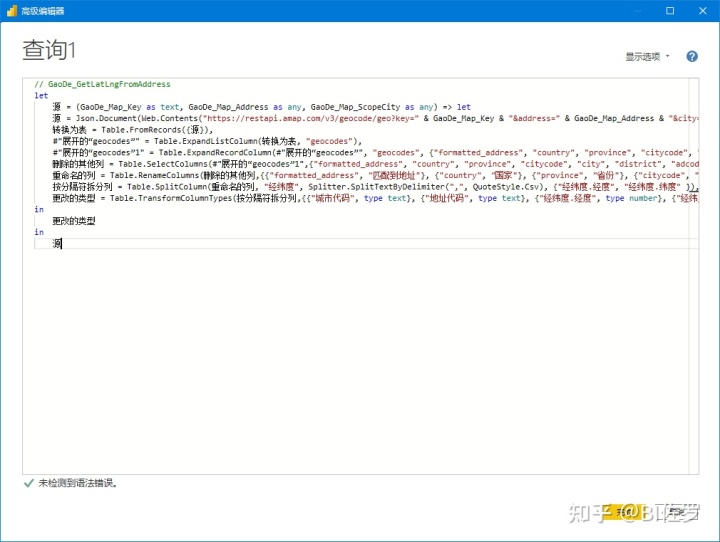 高级编辑器
查询1
显示选项
?
// GaoDe_GetLatLngFromAddress
let
源 = (GaoDe_Map_Key as text, GaoDe_Map_Address as any, GaoDe_Map_ScopeCity as any) => let
源 = Json.Document(Web.Contents("https://restapi.amap.com/v3/geocode/geo?key=" & GaoDe_Map_Key & "&address=" & GaoDe_Map_Address & "&city=
转换为表 = Table.FromRecords({源}),
#"展开的“geocodes”" = Table.ExpandListColumn(转换为表, "geocodes"),
#"展开的“geocodes”1" = Table.ExpandRecordColumn(#"展开的“geocodes”", "geocodes", {"formatted_address", "country", "province", "citycode",
删除的其他列 = Table.SelectColumns(#"展开的“geocodes”1",{"formatted_address", "country", "province", "citycode", "city", "district", "adcod
重命名的列 = Table.RenameColumns(删除的其他列,{{"formatted_address", "匹配到地址"}, {"country", "国家"}, {"province", "省份"}, {"citycode", "
按分隔符拆分列 = Table.SplitColumn(重命名的列, "经纬度", Splitter.SplitTextByDelimiter(",", QuoteStyle.Csv), {"经纬度.经度", "经纬度.纬度" }),
更改的类型 = Table.TransformColumnTypes(按分隔符拆分列,{{"城市代码", type text}, {"地址代码", type text}, {"经纬度.经度", type number}, {"经纬
in
更改的类型
in
源
未检测到语法错误。
知乎 @BI佐罗